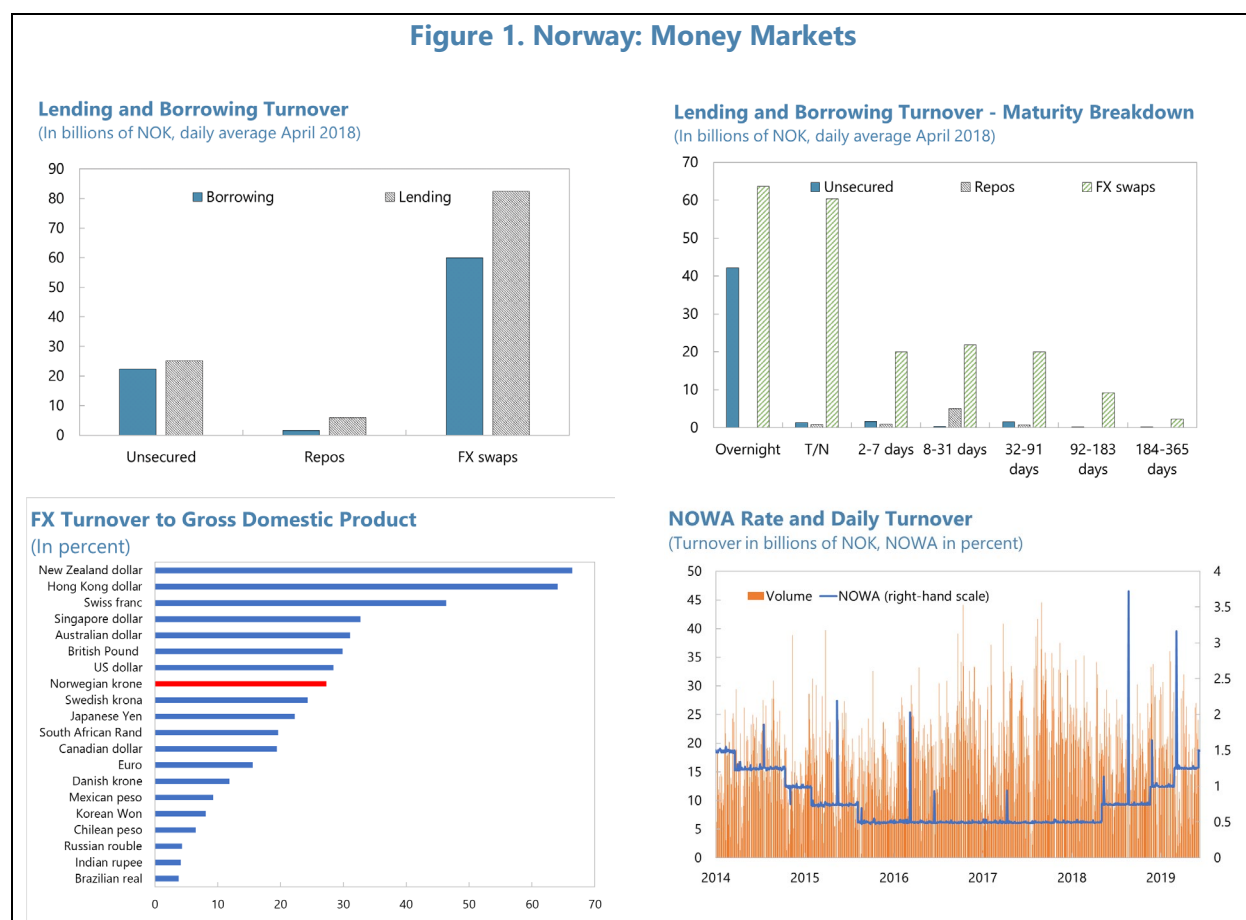 Figure 1. Norway: Money Markets
Lending and Borrowing Turnover
(In billions of NOK, daily average April 2018)
90
80
70
60
50
40
30
20
10
0
Borrowing
Lending
Unsecured
Repos
FX swaps
Lending and Borrowing Turnover - Maturity Breakdown
(In billions of NOK, daily average April 2018)
70
60
50
40
30
20
10
0
Unsecured
Repos
FX swaps
Overnight
T/N
2-7 days
8-31 days
32-91
days
92-183
days
184-365
days
FX Turnover to Gross Domestic Product
(In percent)
New Zealand dollar
Hong Kong dollar
Swiss franc
Singapore dollar
Australian dollar
British Pound
US dollar
Norwegian krone
Swedish krona
Japanese Yen
South African Rand
Canadian dollar
Euro
Danish krone
Mexican peso
Korean Won
Chilean peso
Russian rouble
Indian rupee
Brazilian real
0
10
20
30
40
50
60
70
NOWA Rate and Daily Turnover
(Turnover in billions of NOK, NOWA in percent)
50
45
40
35
30
25
20
15
10
5
0
Volume
NOWA (right-hand scale)
4
3.5
3
2.5
2
1.5
1
0.5
0
2014
2015
2016
2017
2018
2019